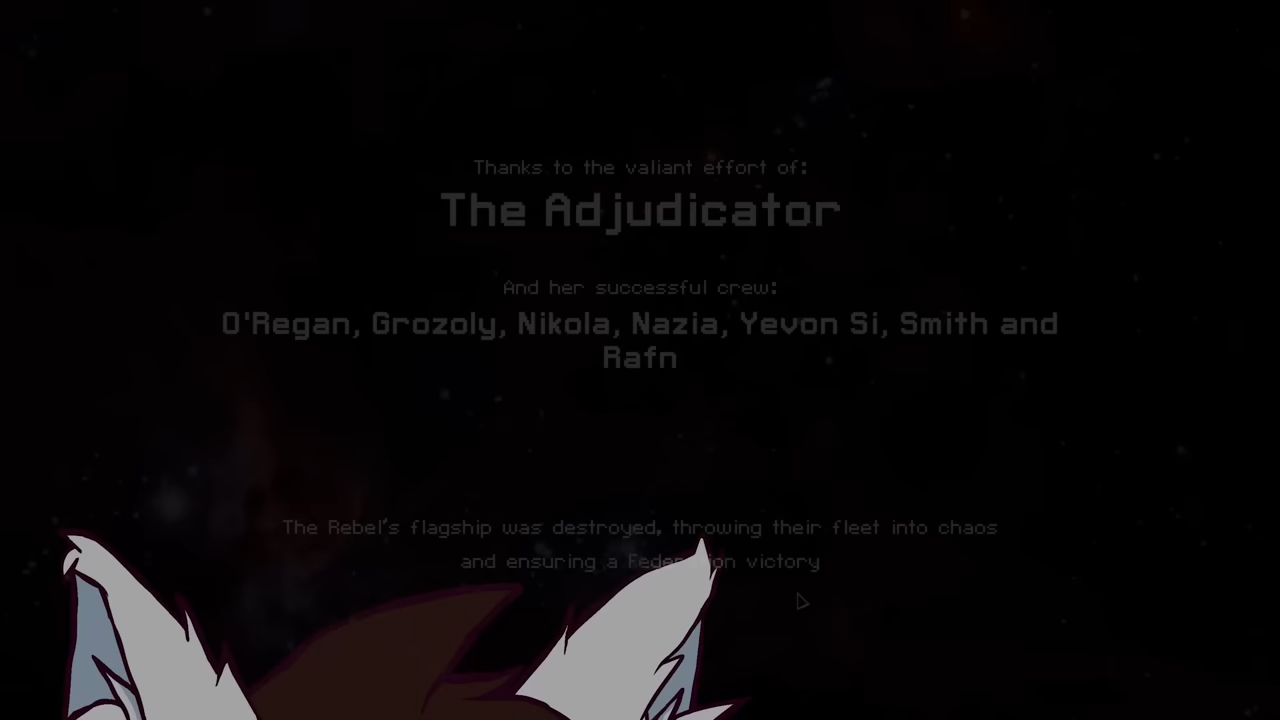 Thanks to the valiant effort of:
The Adjudicator
And her successful crew:
O'Regan, Grozoly, Nikola, Nazia, Yevon Si, Smith and
Rafn
The Rebel's flagship was destroyed, throwing their fleet into chaos
and ensuring a Federation victory